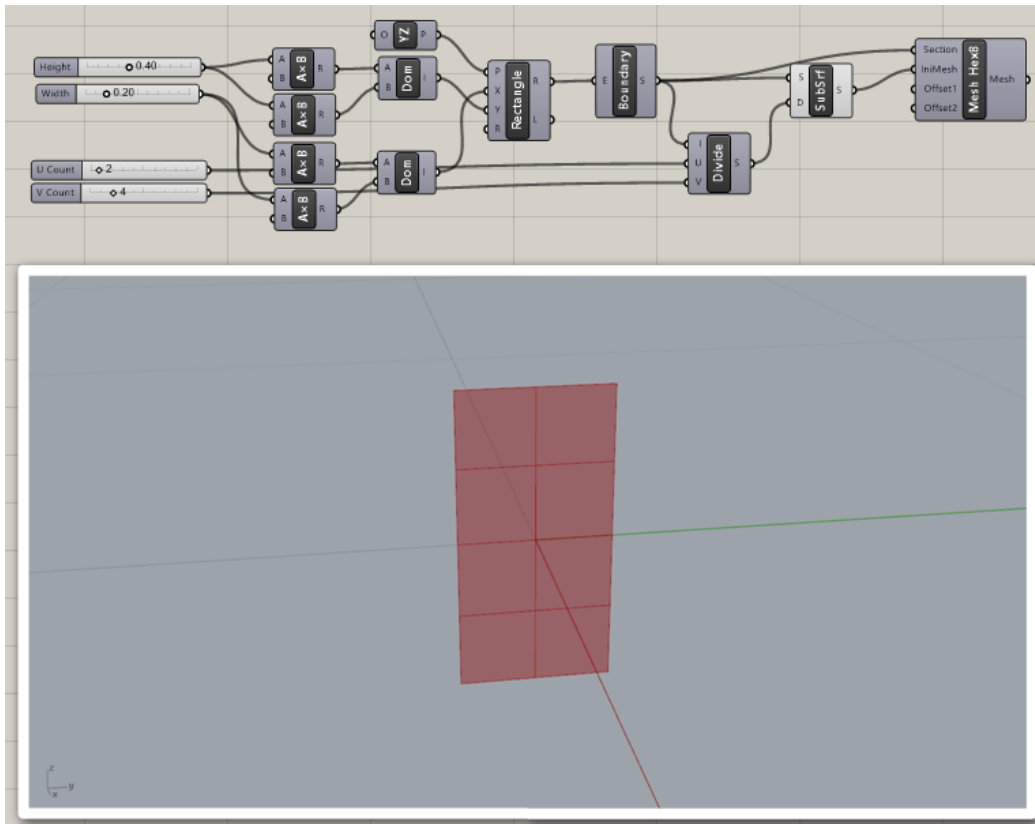 Height 0.40
Width 0.20
U Count 2
V Count 4
A B A×B R
A B A×B R
A B A×B R
A B A×B R
O YZ P
A B Dom I
A B Dom I
P X Y R Rectangle R L
E Boundary S
I U V Divide S
S D SubSrf S
Section IniMesh Offset1 Offset2 Mesh Hex8 Mesh
z
y
x